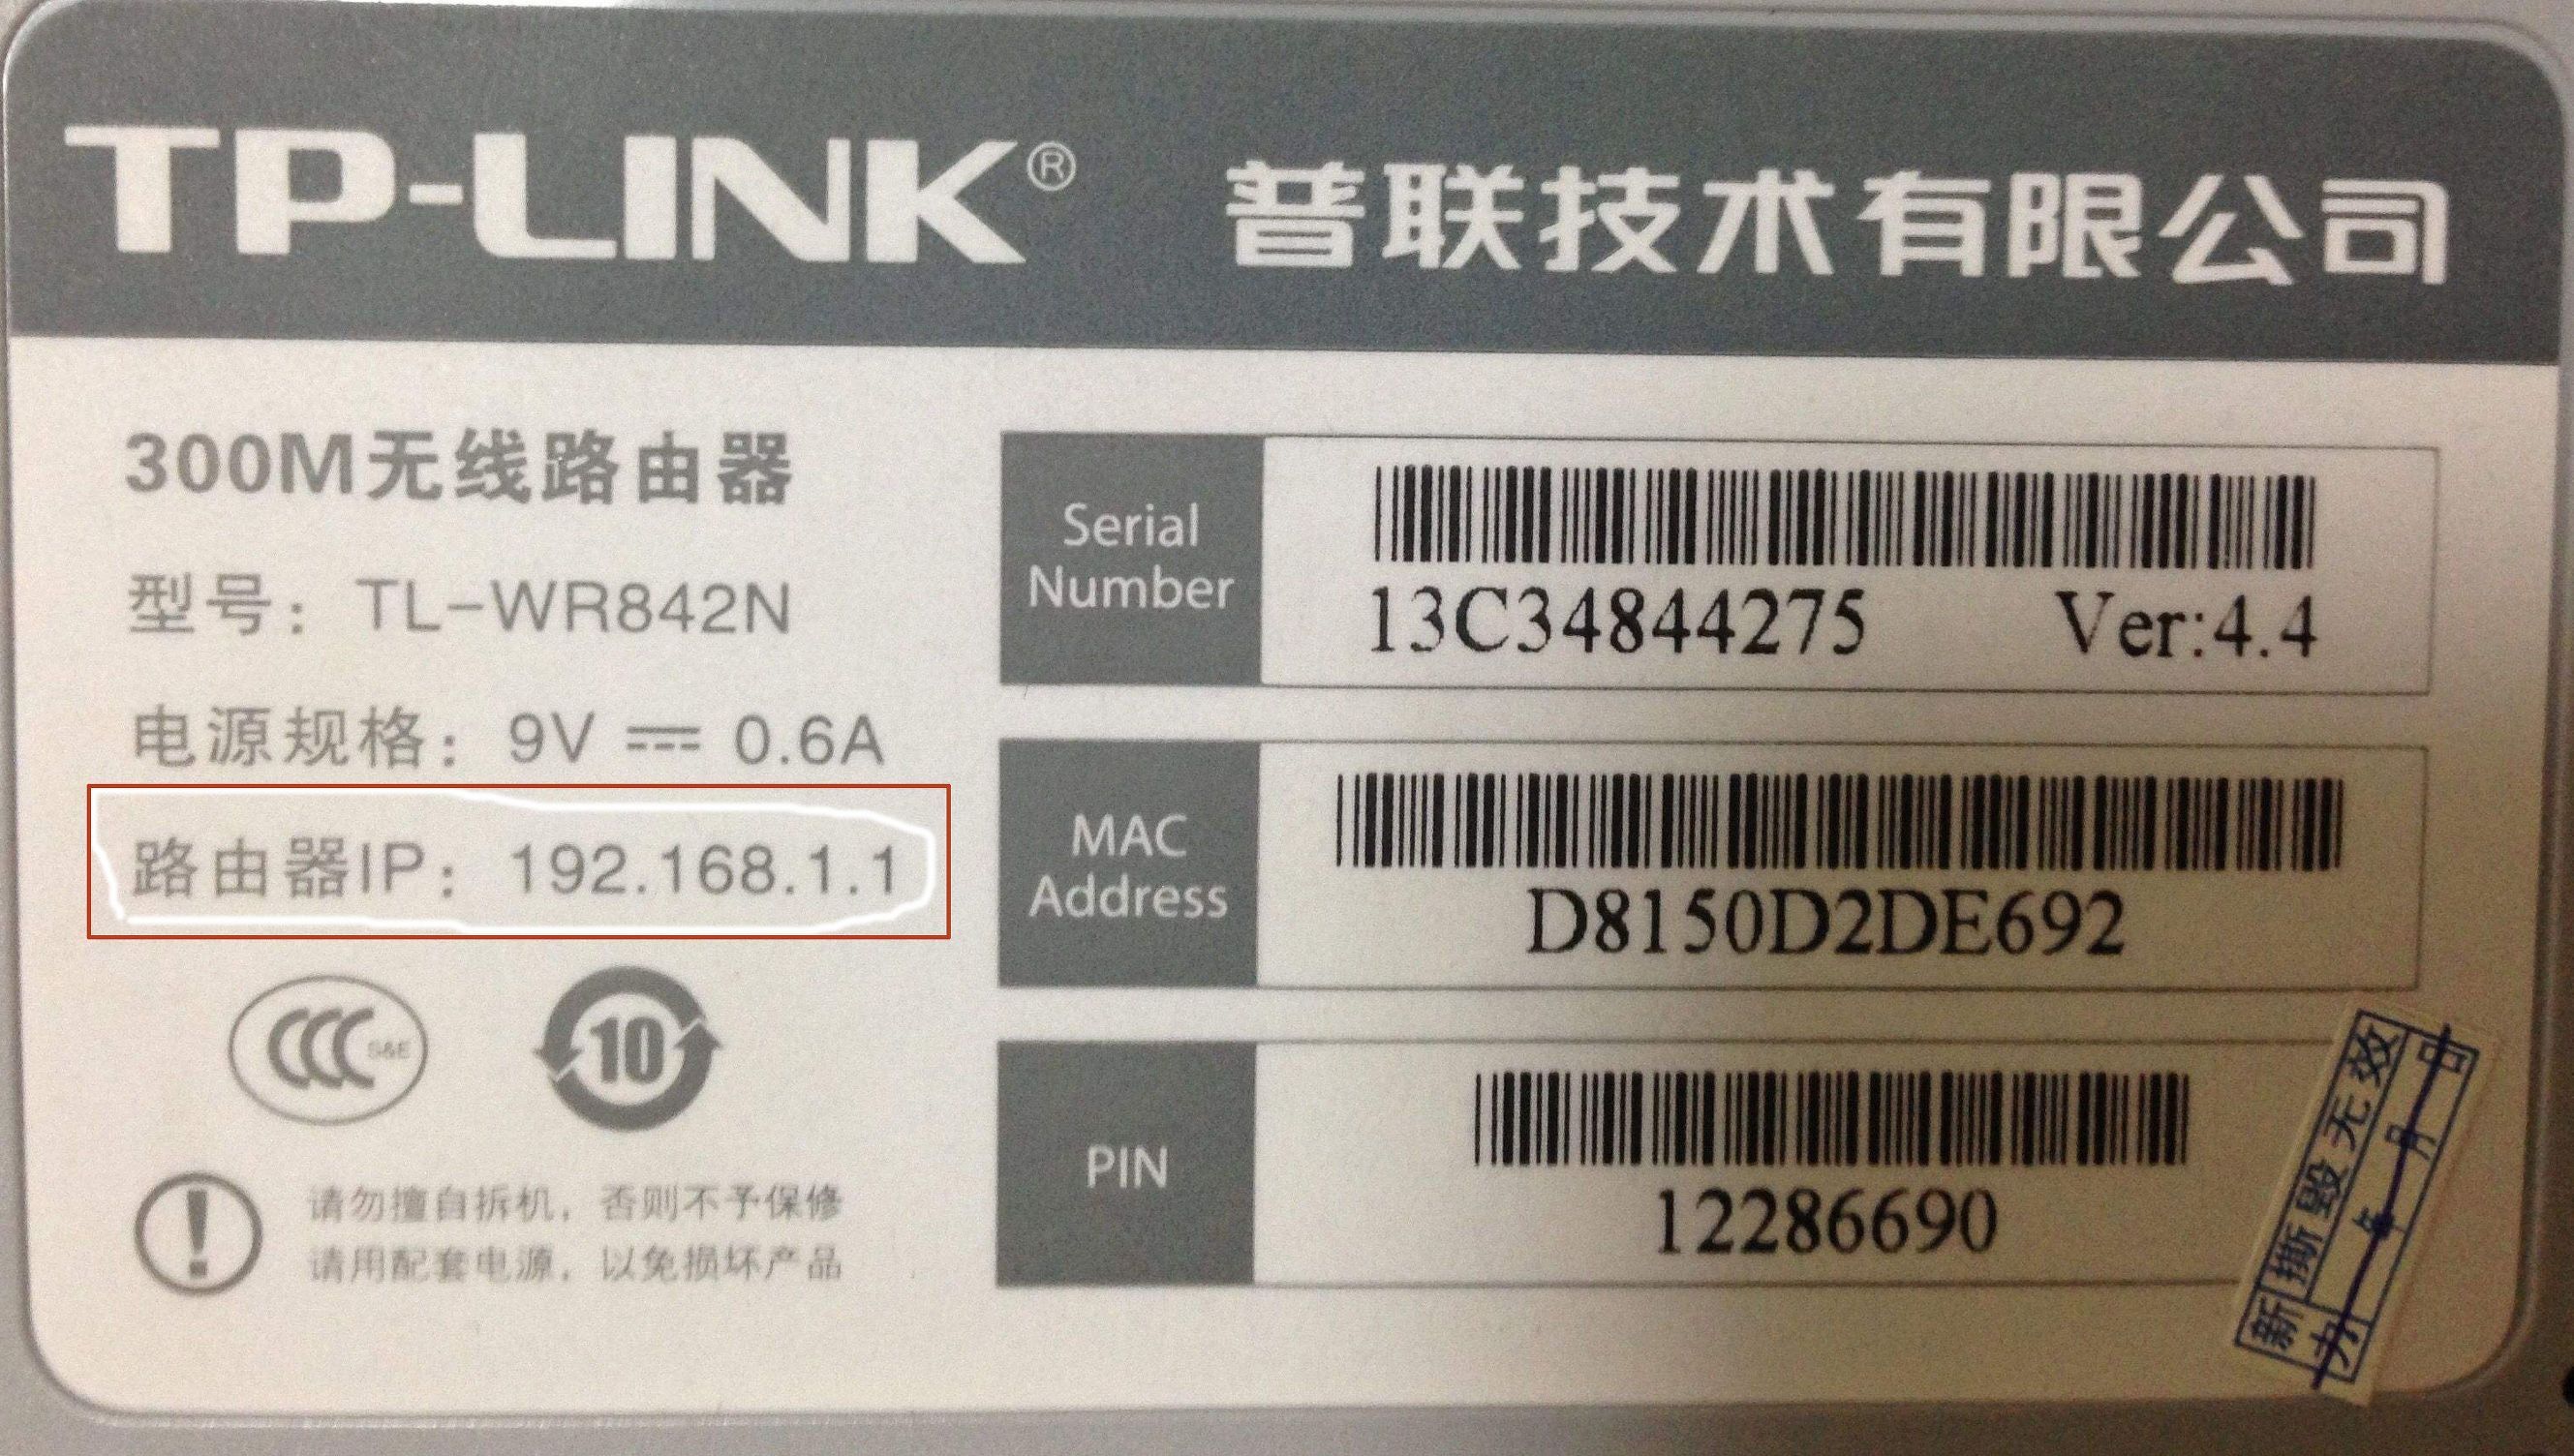 TP-LINK® 普联技术有限公司
300M无线路由器
型号：TL-WR842N
电源规格：9V ⎓ 0.6A
路由器IP：192.168.1.1
CCC S&E
10
请勿擅自拆机，否则不予保修
请用配套电源，以免损坏产品
Serial Number
13C34844275 Ver:4.4
MAC Address
D8150D2DE692
PIN
12286690
撕毁无效
年 月